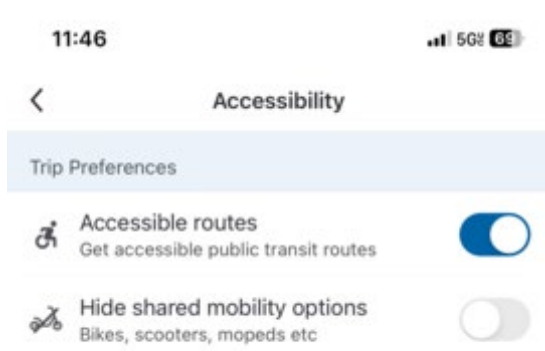 11:46 5G 69
Accessibility
Trip Preferences
Accessible routes
Get accessible public transit routes
Hide shared mobility options
Bikes, scooters, mopeds etc